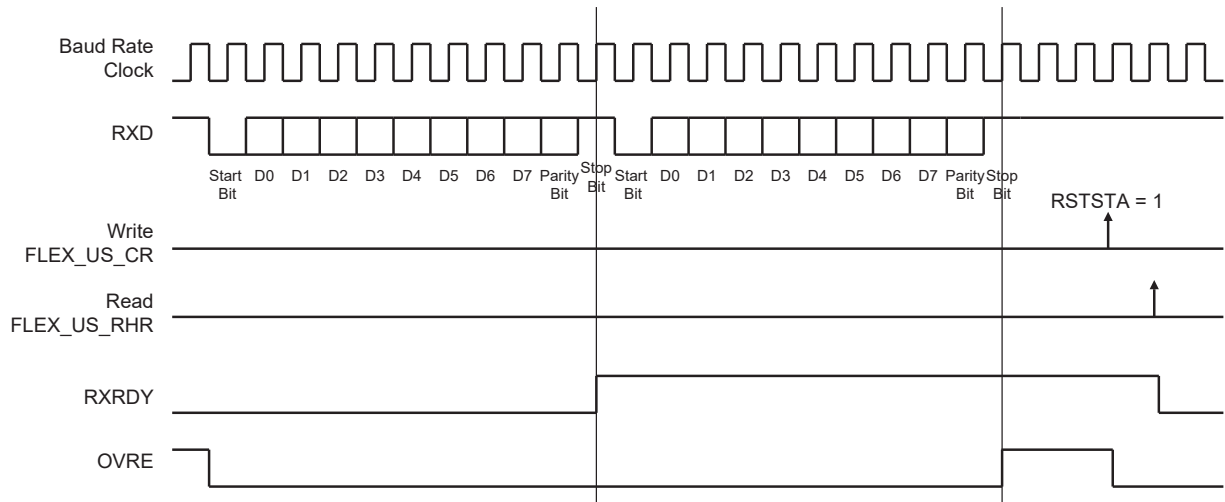 Baud Rate
Clock
RXD
Start
Bit
D0
D1
D2
D3
D4
D5
D6
D7
Parity
Bit
Stop
Bit
Start
Bit
D0
D1
D2
D3
D4
D5
D6
D7
Parity
Bit
Stop
Bit
RSTSTA = 1
Write
FLEX_US_CR
Read
FLEX_US_RHR
RXRDY
OVRE